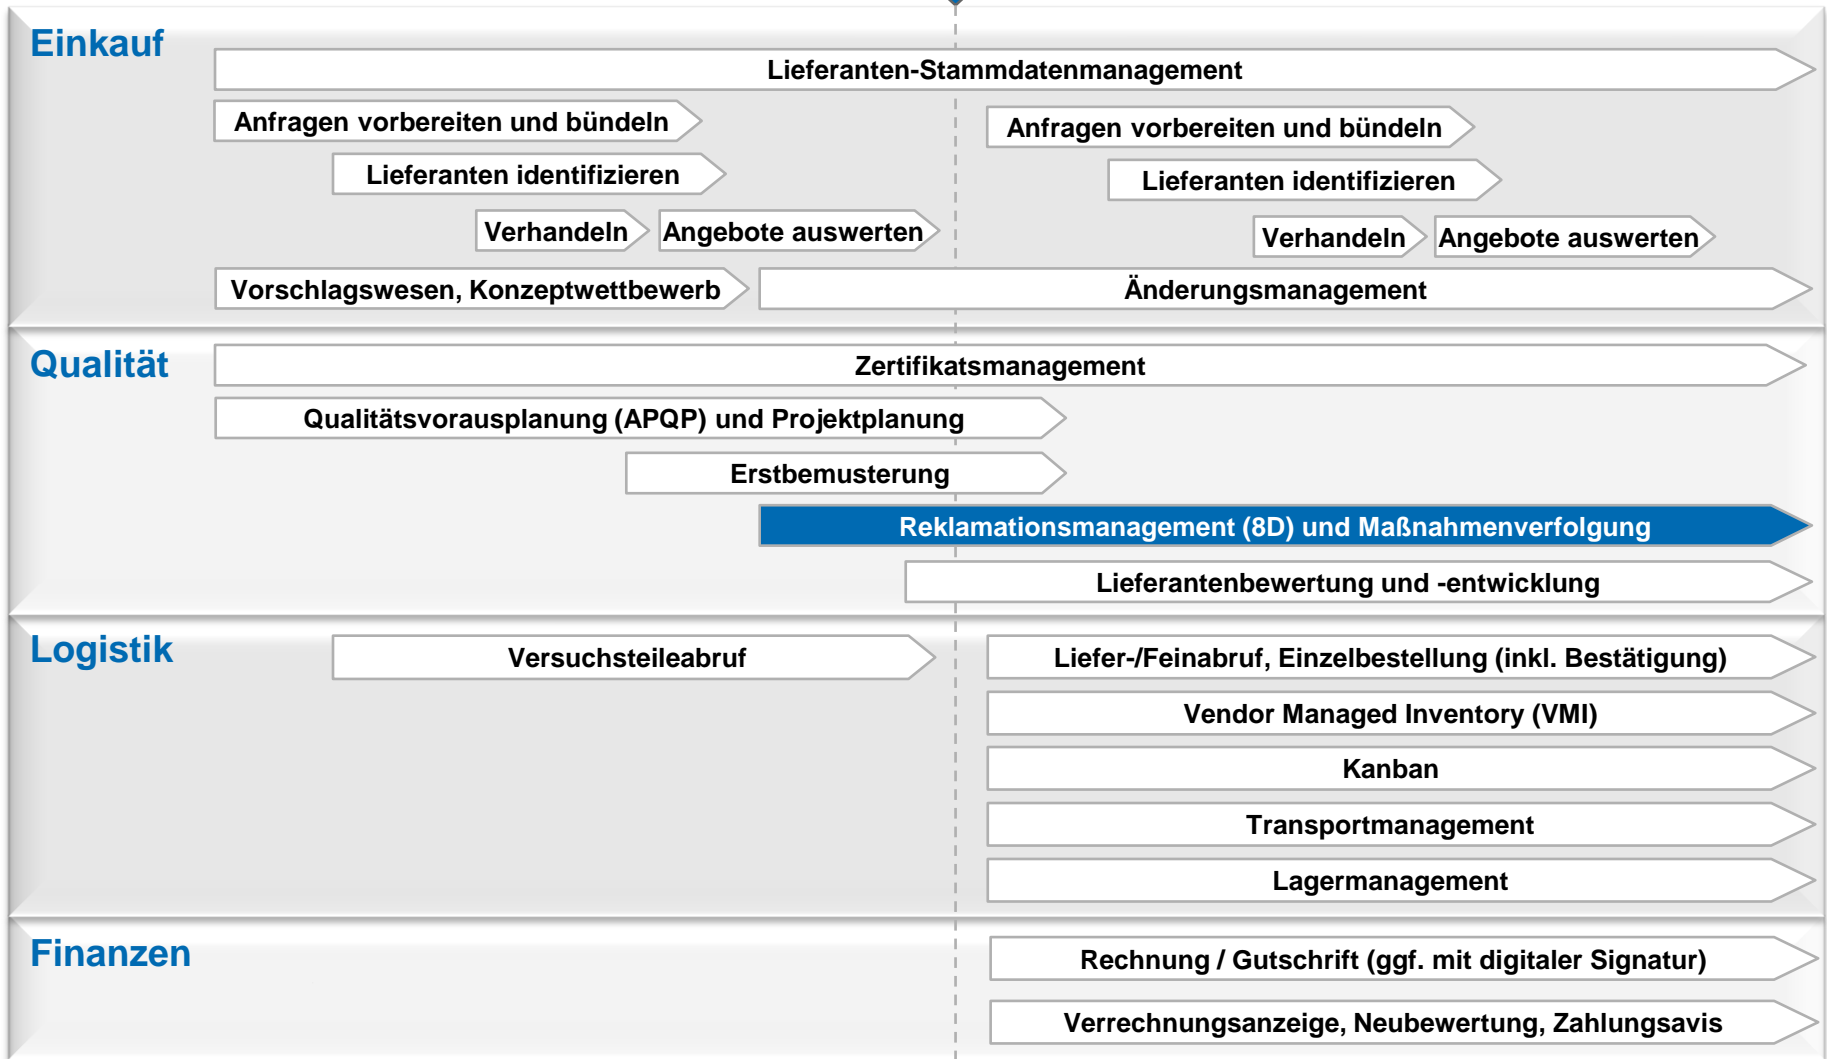 Einkauf
Lieferanten-Stammdatenmanagement
Anfragen vorbereiten und bündeln
Anfragen vorbereiten und bündeln
Lieferanten identifizieren
Lieferanten identifizieren
Verhandeln
Angebote auswerten
Verhandeln
Angebote auswerten
Vorschlagswesen, Konzeptwettbewerb
Änderungsmanagement
Qualität
Zertifikatsmanagement
Qualitätsvorausplanung (APQP) und Projektplanung
Erstbemusterung
Reklamationsmanagement (8D) und Maßnahmenverfolgung
Lieferantenbewertung und -entwicklung
Logistik
Versuchsteileabruf
Liefer-/Feinabruf, Einzelbestellung (inkl. Bestätigung)
Vendor Managed Inventory (VMI)
Kanban
Transportmanagement
Lagermanagement
Finanzen
Rechnung / Gutschrift (ggf. mit digitaler Signatur)
Verrechnungsanzeige, Neubewertung, Zahlungsavis